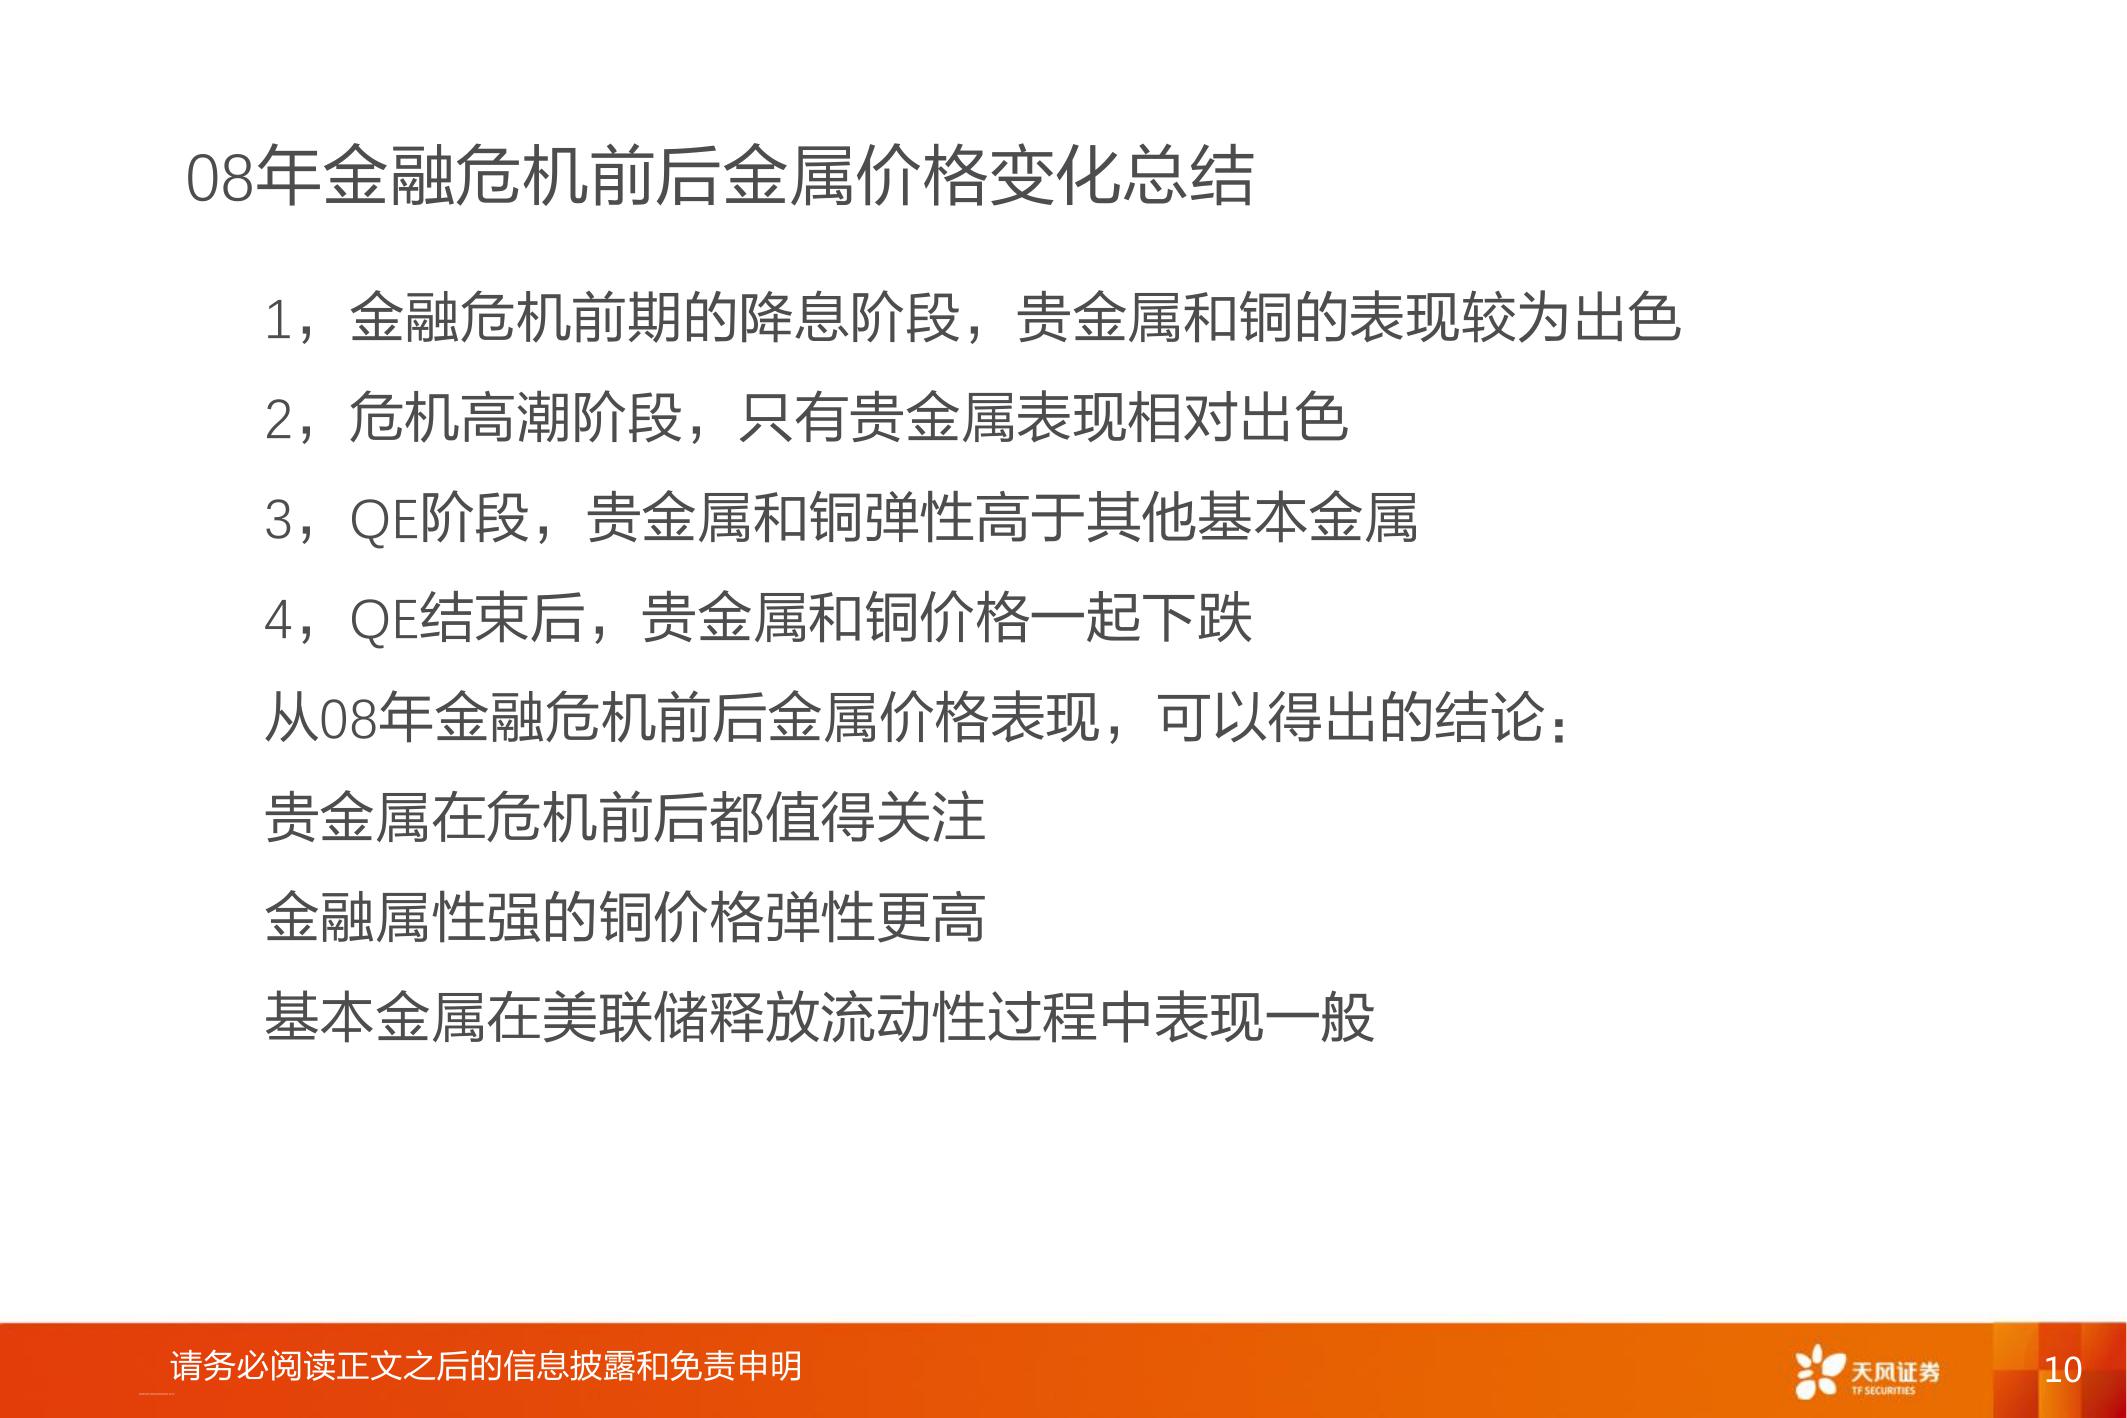 08年金融危机前后金属价格变化总结
1，金融危机前期的降息阶段，贵金属和铜的表现较为出色
2，危机高潮阶段，只有贵金属表现相对出色
3，QE阶段，贵金属和铜弹性高于其他基本金属
4，QE结束后，贵金属和铜价格一起下跌
从08年金融危机前后金属价格表现，可以得出的结论：
贵金属在危机前后都值得关注
金融属性强的铜价格弹性更高
基本金属在美联储释放流动性过程中表现一般
请务必阅读正文之后的信息披露和免责申明
天风证券
TF SECURITIES
10